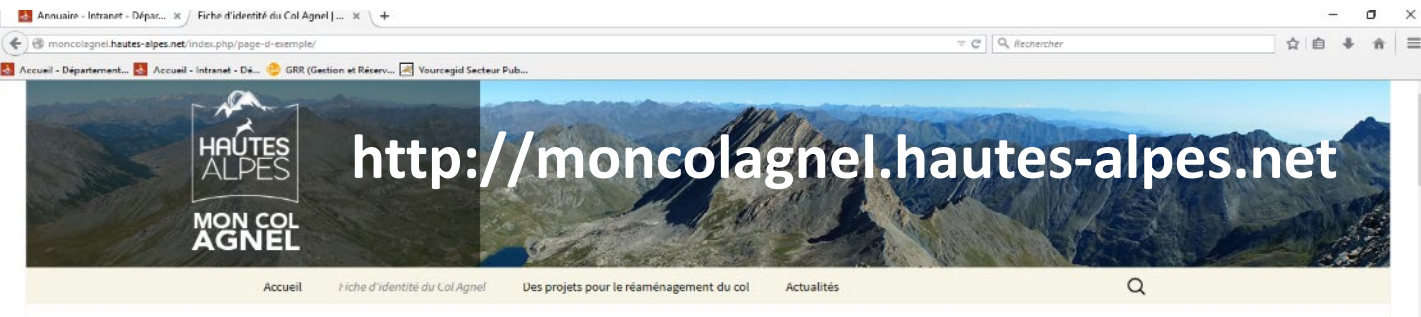 Annuaire - Intranet - Dépar... × Fiche d'identité du Col Agnel | ... × +
moncolagnel.hautes-alpes.net/index.php/page-d-exemple/ Rechercher
Accueil - Département... Accueil - Intranet - Dé... GRR (Gestion et Réserv... Yourcegid Secteur Pub...
HAUTES
ALPES
MON COL
AGNEL
http://moncolagnel.hautes-alpes.net
Accueil Fiche d'identité du Col Agnel Des projets pour le réaménagement du col Actualités